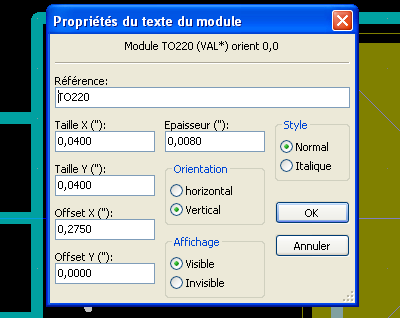 Propriétés du texte du module
Module TO220 (VAL*) orient 0,0
Référence:
TO220
Taille X ("):
0,0400
Epaisseur ("):
0,0080
Style
Normal
Italique
Taille Y ("):
0,0400
Orientation
horizontal
Vertical
Offset X ("):
0,2750
OK
Offset Y ("):
0,0000
Affichage
Visible
Invisible
Annuler